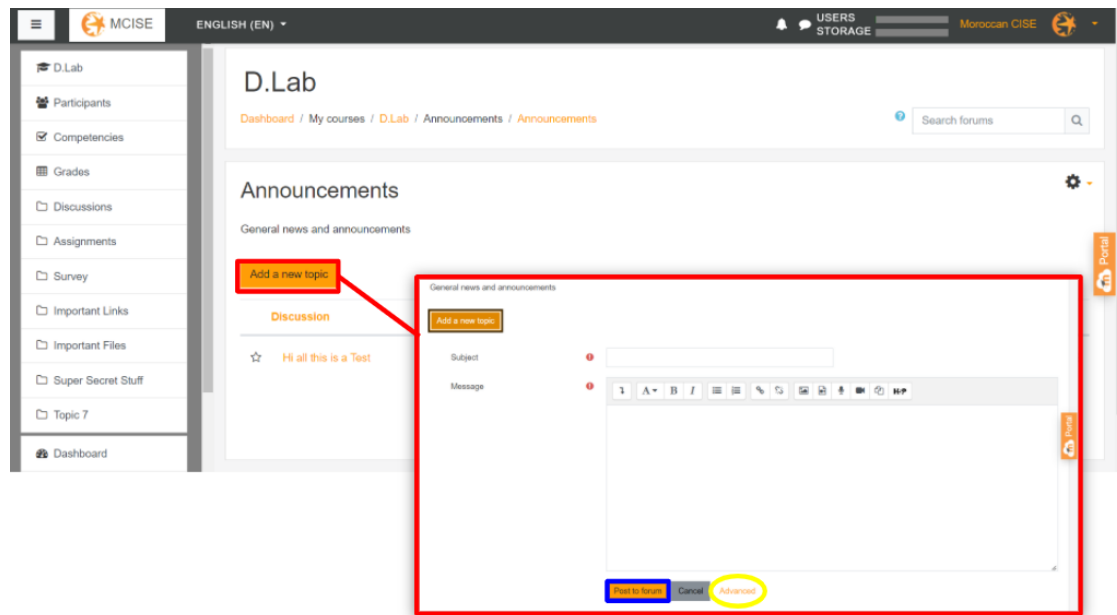 MCISE
ENGLISH (EN)
USERS
STORAGE
Moroccan CISE
D.Lab
Participants
Competencies
Grades
Discussions
Assignments
Survey
Important Links
Important Files
Super Secret Stuff
Topic 7
Dashboard
D.Lab
Dashboard / My courses / D.Lab / Announcements / Announcements
Search forums
Announcements
General news and announcements
Add a new topic
Discussion
Hi all this is a Test
Portal
General news and announcements
Add a new topic
Subject
Message
A B I
H-P
Portal
Post to forum Cancel Advanced